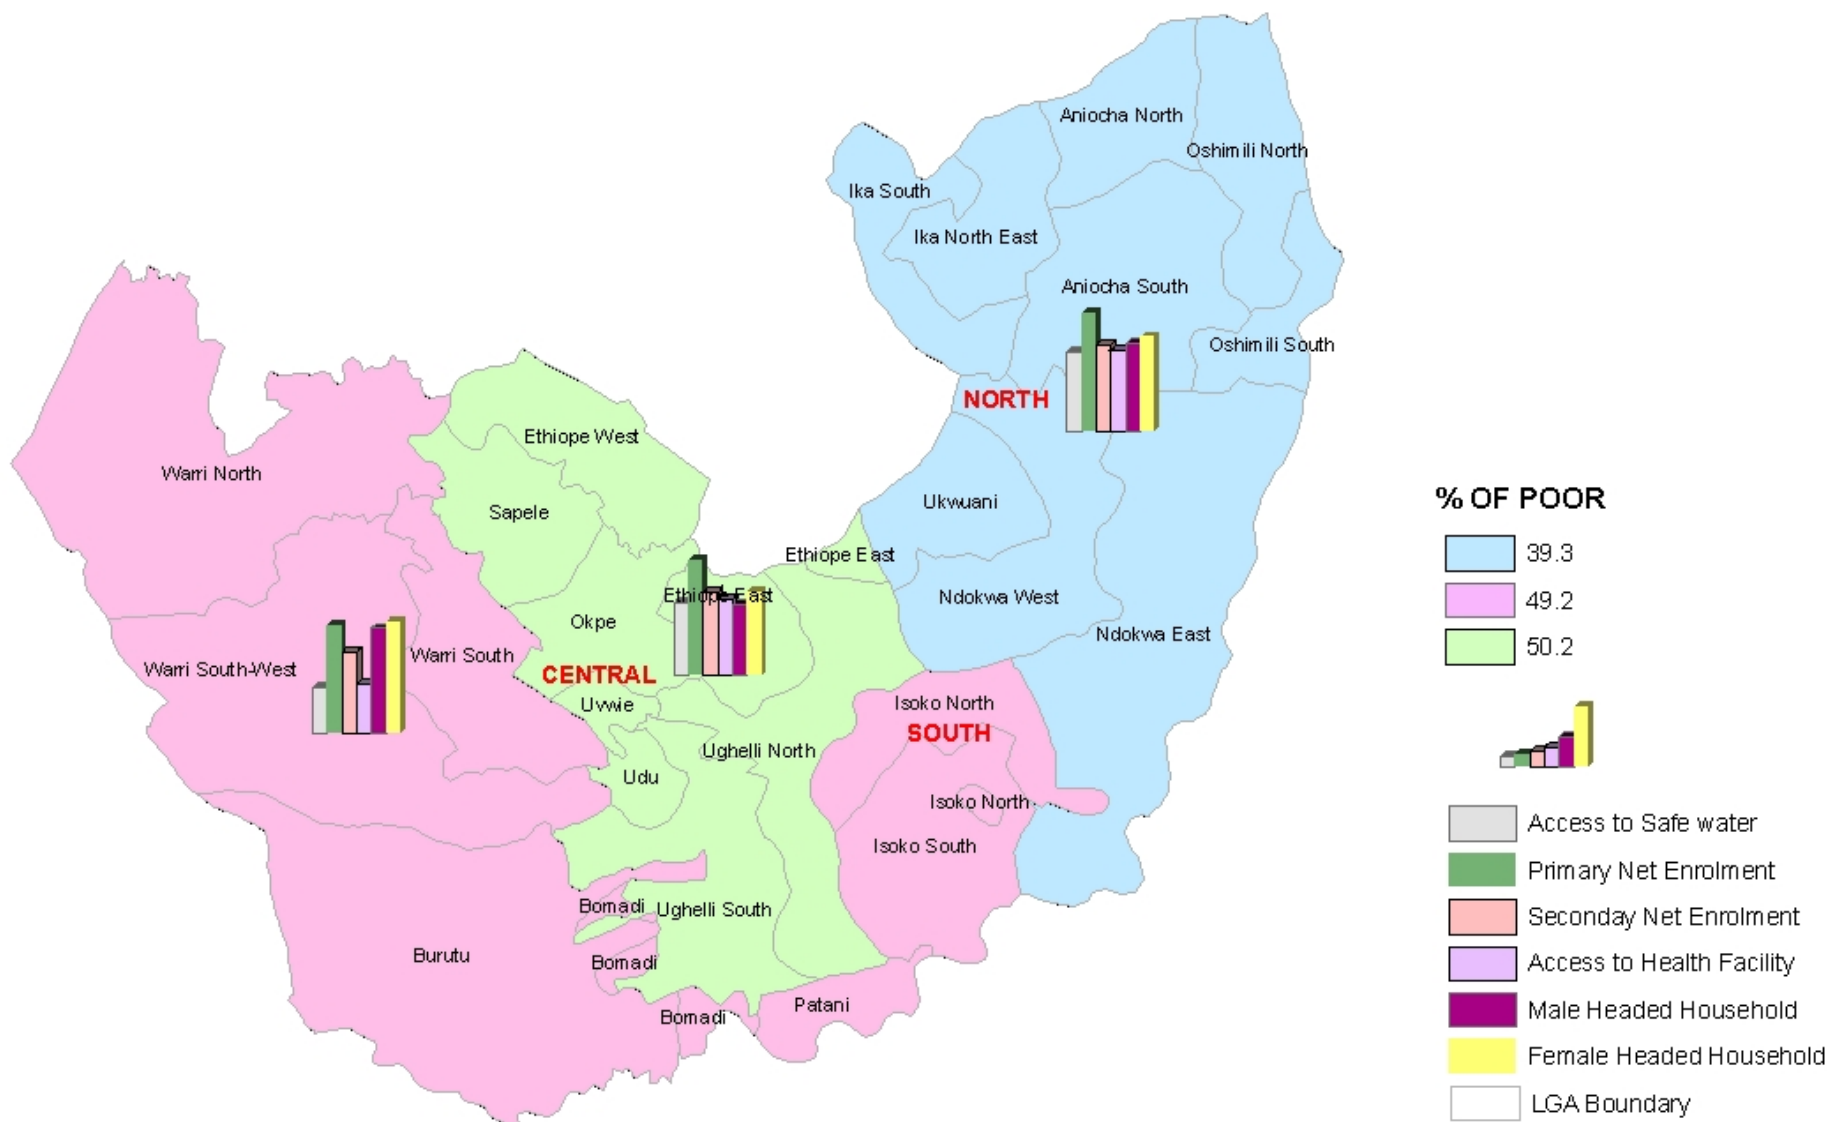 Aniocha North
Oshimili North
Ika South
Ika North East
Aniocha South
Oshimili South
NORTH
Ethiope West
Warri North
Sapele
Ukwuani
Ethiope East
Ethiope East
Ndokwa West
Okpe
Ndokwa East
Warri South
Warri South-West
CENTRAL
Uvwie
Isoko North
SOUTH
Ughelli North
Udu
Isoko North
Isoko South
Bomadi
Ughelli South
Burutu
Bomadi
Patani
Bomadi
% OF POOR
39.3
49.2
50.2
Access to Safe water
Primary Net Enrolment
Seconday Net Enrolment
Access to Health Facility
Male Headed Household
Female Headed Household
LGA Boundary